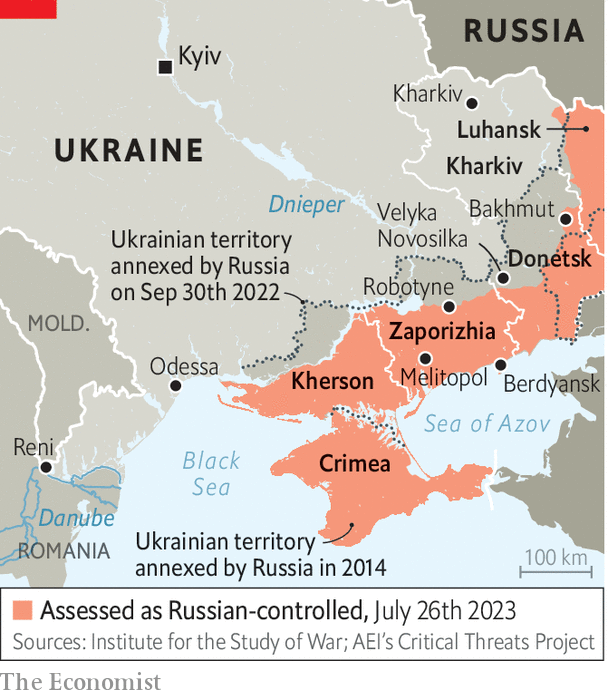 RUSSIA
Kyiv
Kharkiv
Luhansk
UKRAINE
Kharkiv
Dnieper
Velyka
Novosilka
Bakhmut
Ukrainian territory
annexed by Russia
on Sep 30th 2022
Donetsk
Robotyne
MOLD.
Zaporizhia
Odessa
Kherson
Melitopol
Berdyansk
Sea of Azov
Reni
Black
Sea
Crimea
Danube
ROMANIA
Ukrainian territory
annexed by Russia in 2014
100 km
Assessed as Russian-controlled, July 26th 2023
Sources: Institute for the Study of War; AEI's Critical Threats Project
The Economist